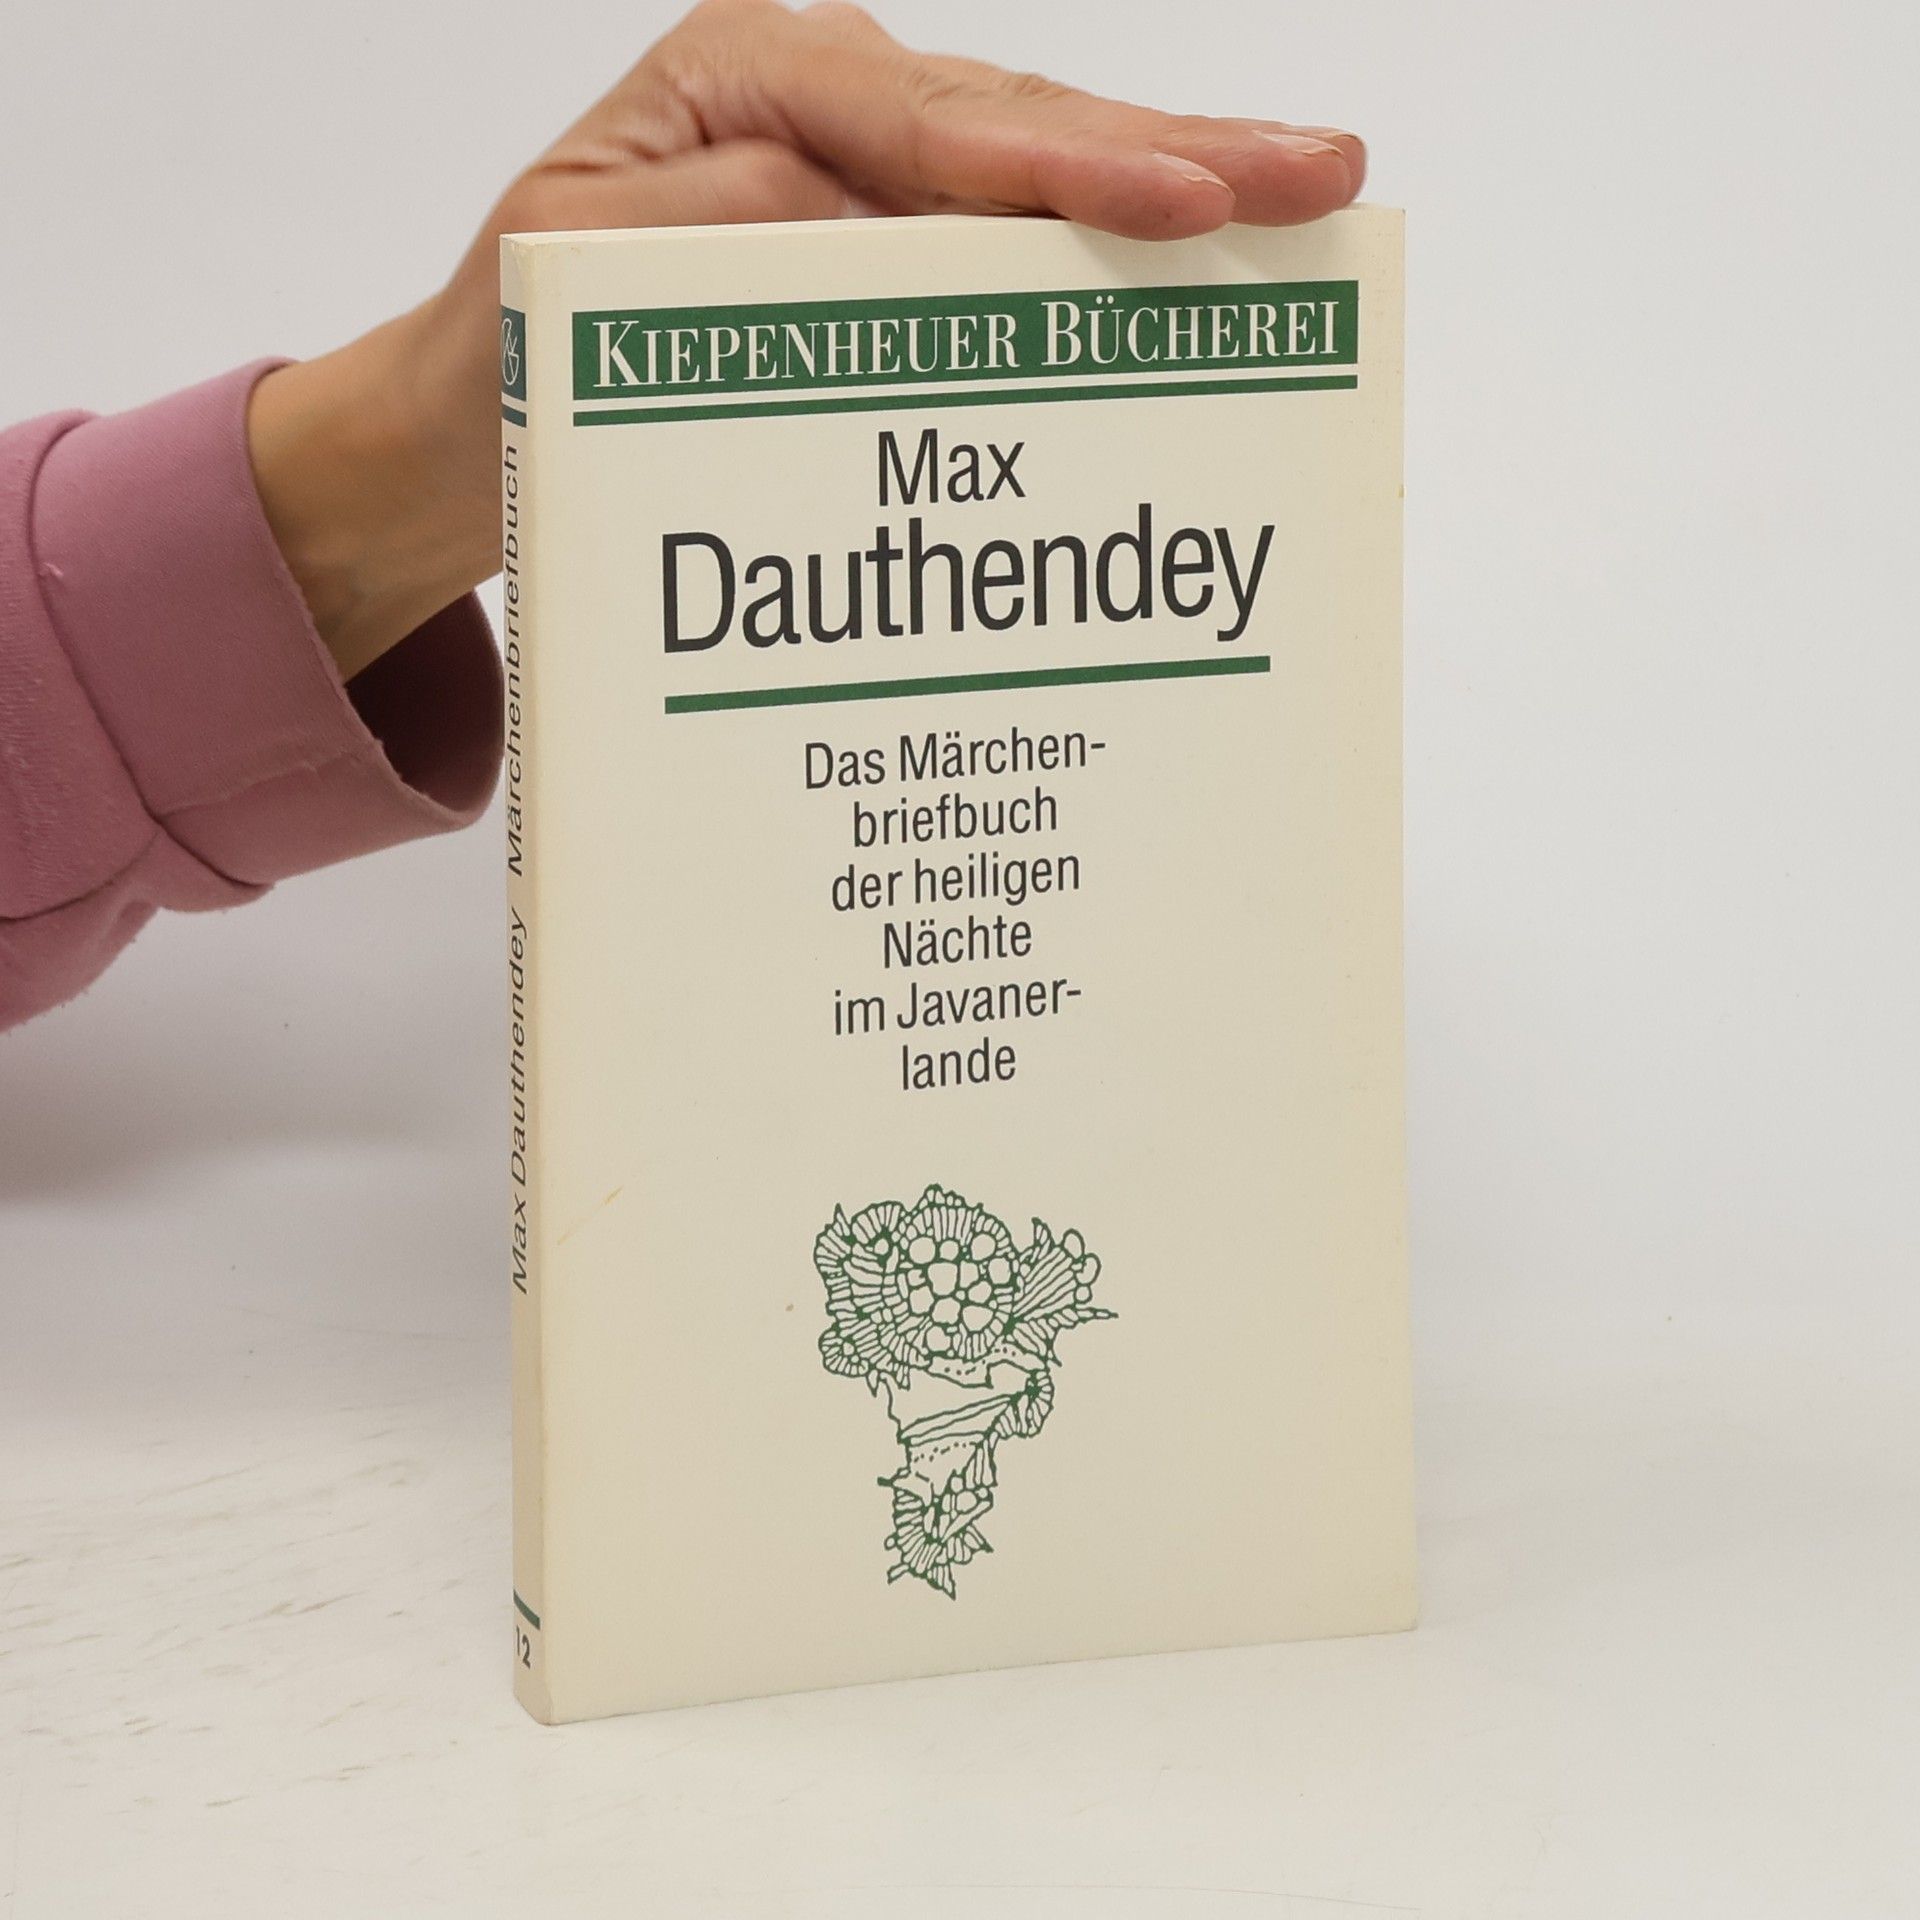 KIEPENHEUER BÜCHEREI
Max
Dauthendey
Das Märchen-
briefbuch
der heiligen
Nächte
im Javaner-
lande
Max Dauthendey Märchenbriefbuch
12